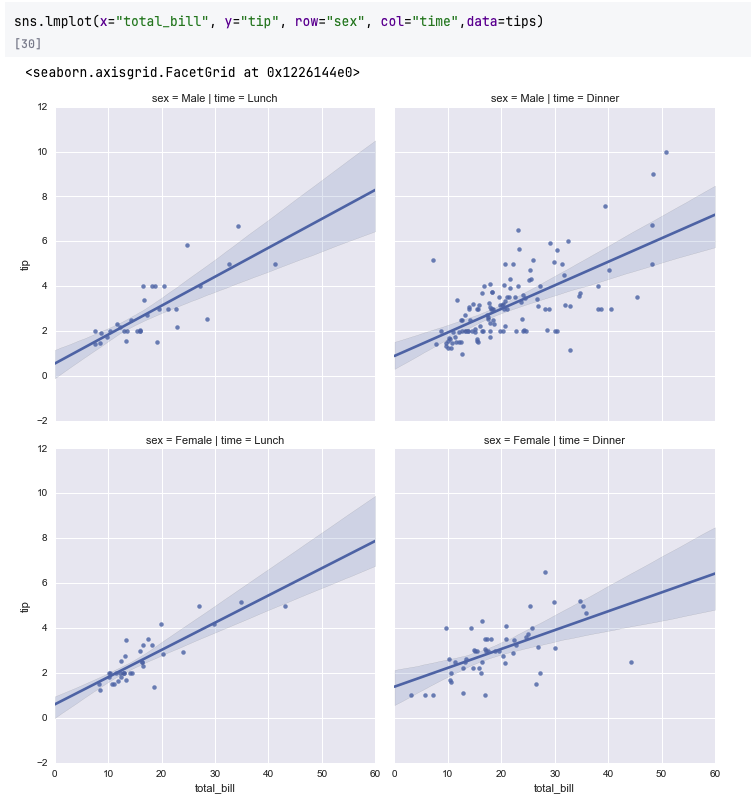 sns.lmplot(x="total_bill", y="tip", row="sex", col="time",data=tips)
[30]
<seaborn.axisgrid.FacetGrid at 0x1226144e0>
sex = Male | time = Lunch
sex = Male | time = Dinner
12
10
8
6
4
2
0
−2
tip
sex = Female | time = Lunch
sex = Female | time = Dinner
12
10
8
6
4
2
0
−2
tip
0 10 20 30 40 50 60
0 10 20 30 40 50 60
total_bill
total_bill